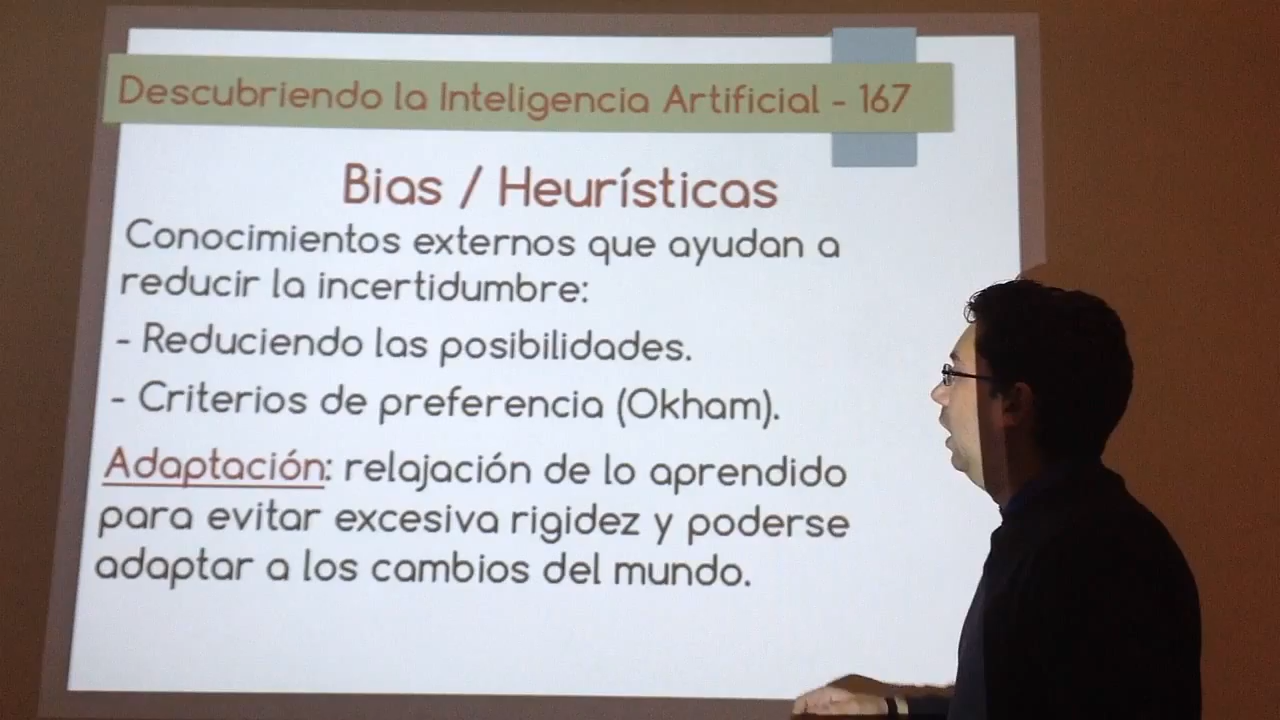 Descubriendo la Inteligencia Artificial - 167
Bias / Heurísticas
Conocimientos externos que ayudan a
reducir la incertidumbre:
- Reduciendo las posibilidades.
- Criterios de preferencia (Okham).
Adaptación: relajación de lo aprendido
para evitar excesiva rigidez y poderse
adaptar a los cambios del mundo.